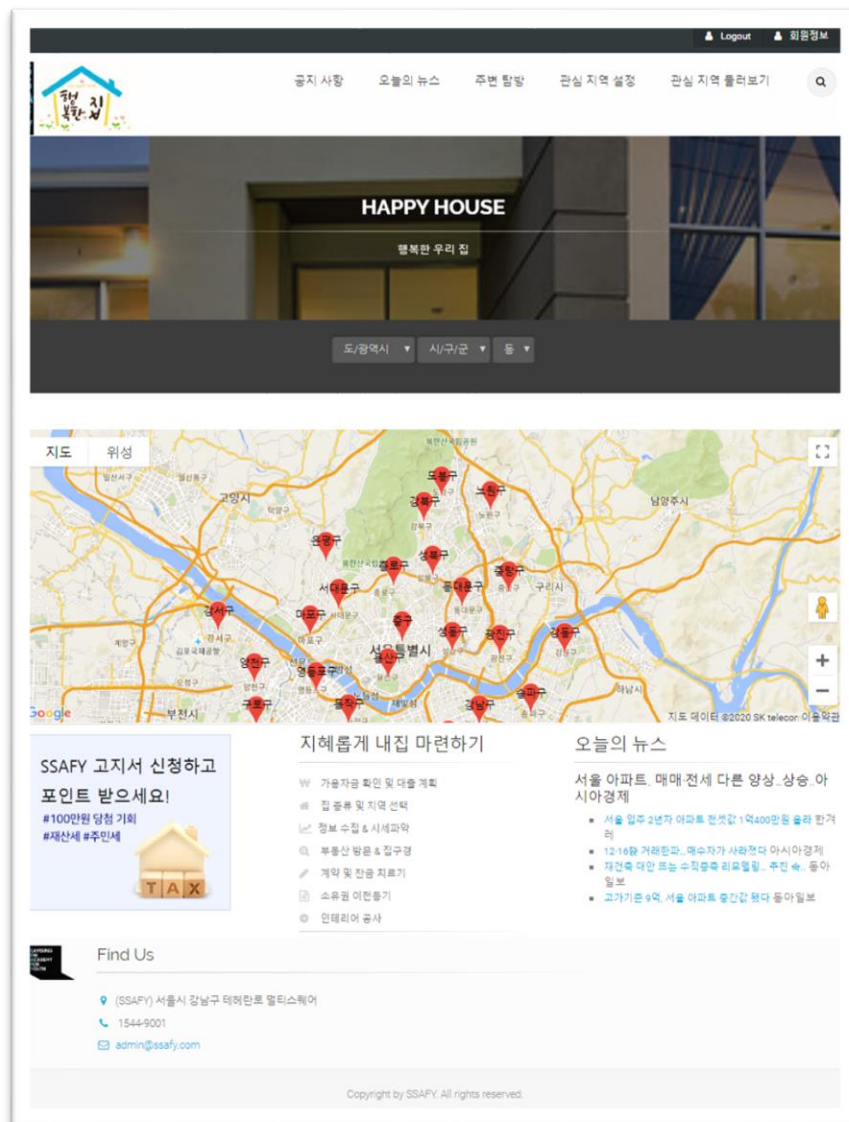 Logout 회원정보
행복한 집
공지 사항 오늘의 뉴스 주변 탐방 관심 지역 설정 관심 지역 둘러보기
HAPPY HOUSE
행복한 우리 집
도/광역시 ▼ 시/구/군 ▼ 동 ▼
지도 위성
도봉구
노원구
강북구
고양시
남양주시
은평구
성북구
종로구
중랑구
서대문구
동대문구
구리시
강서구
마포구
중구
성동구
광진구
강동구
서울특별시
용산구
양천구
영등포구
하남시
송파구
구로구
동작구
강남구
부천시
Google
지도 데이터 ©2020 SK telecom 이용약관
SSAFY 고지서 신청하고
포인트 받으세요!
#100만원 당첨 기회
#재산세 #주민세
TAX
지혜롭게 내집 마련하기
가용자금 확인 및 대출 계획
집 종류 및 지역 선택
정보 수집 & 시세파악
부동산 방문 & 집구경
계약 및 잔금 치르기
소유권 이전등기
인테리어 공사
오늘의 뉴스
서울 아파트, 매매·전세 다른 양상..상승..아
시아경제
서울 입주 2년차 아파트 전셋값 1억400만원 올라 한겨
레
12·16發 거래한파…매수자가 사라졌다 아시아경제
재건축 대안 뜨는 수직증축 리모델링.. 추진 속.. 동아
일보
고가기준 9억, 서울 아파트 중간값 됐다 동아일보
SAMSUNG
SW
ACADEMY
FOR
YOUTH
Find Us
(SSAFY) 서울시 강남구 테헤란로 멀티스퀘어
1544-9001
admin@ssafy.com
Copyright by SSAFY. All rights reserved.